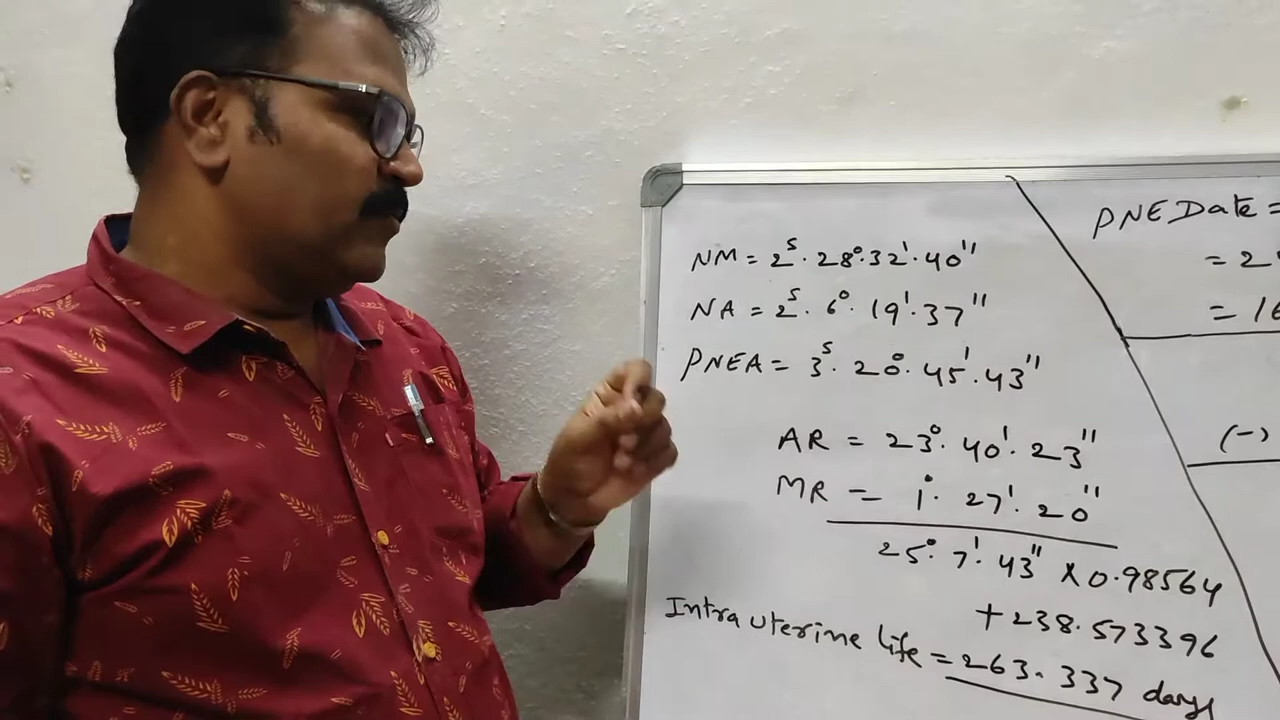 NM = 2ˢ. 28°. 32'. 40"
NA = 2ˢ. 6°. 19'. 37"
PNEA = 3ˢ. 20°. 45'. 43"
AR = 23°. 40'. 23"
MR = 1°. 27'. 20"
25°. 7'. 43" X 0.98564
+ 238.573396
Intra uterine life = 263.337 days
PNE Date =
= 2
= 16
(-)